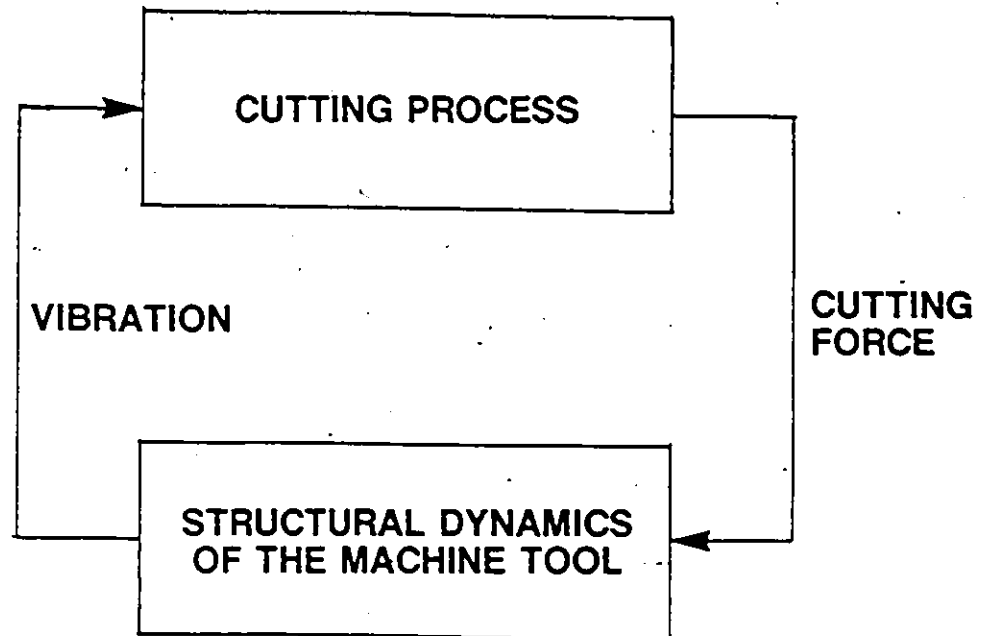 CUTTING PROCESS
VIBRATION
CUTTING
FORCE
STRUCTURAL DYNAMICS
OF THE MACHINE TOOL